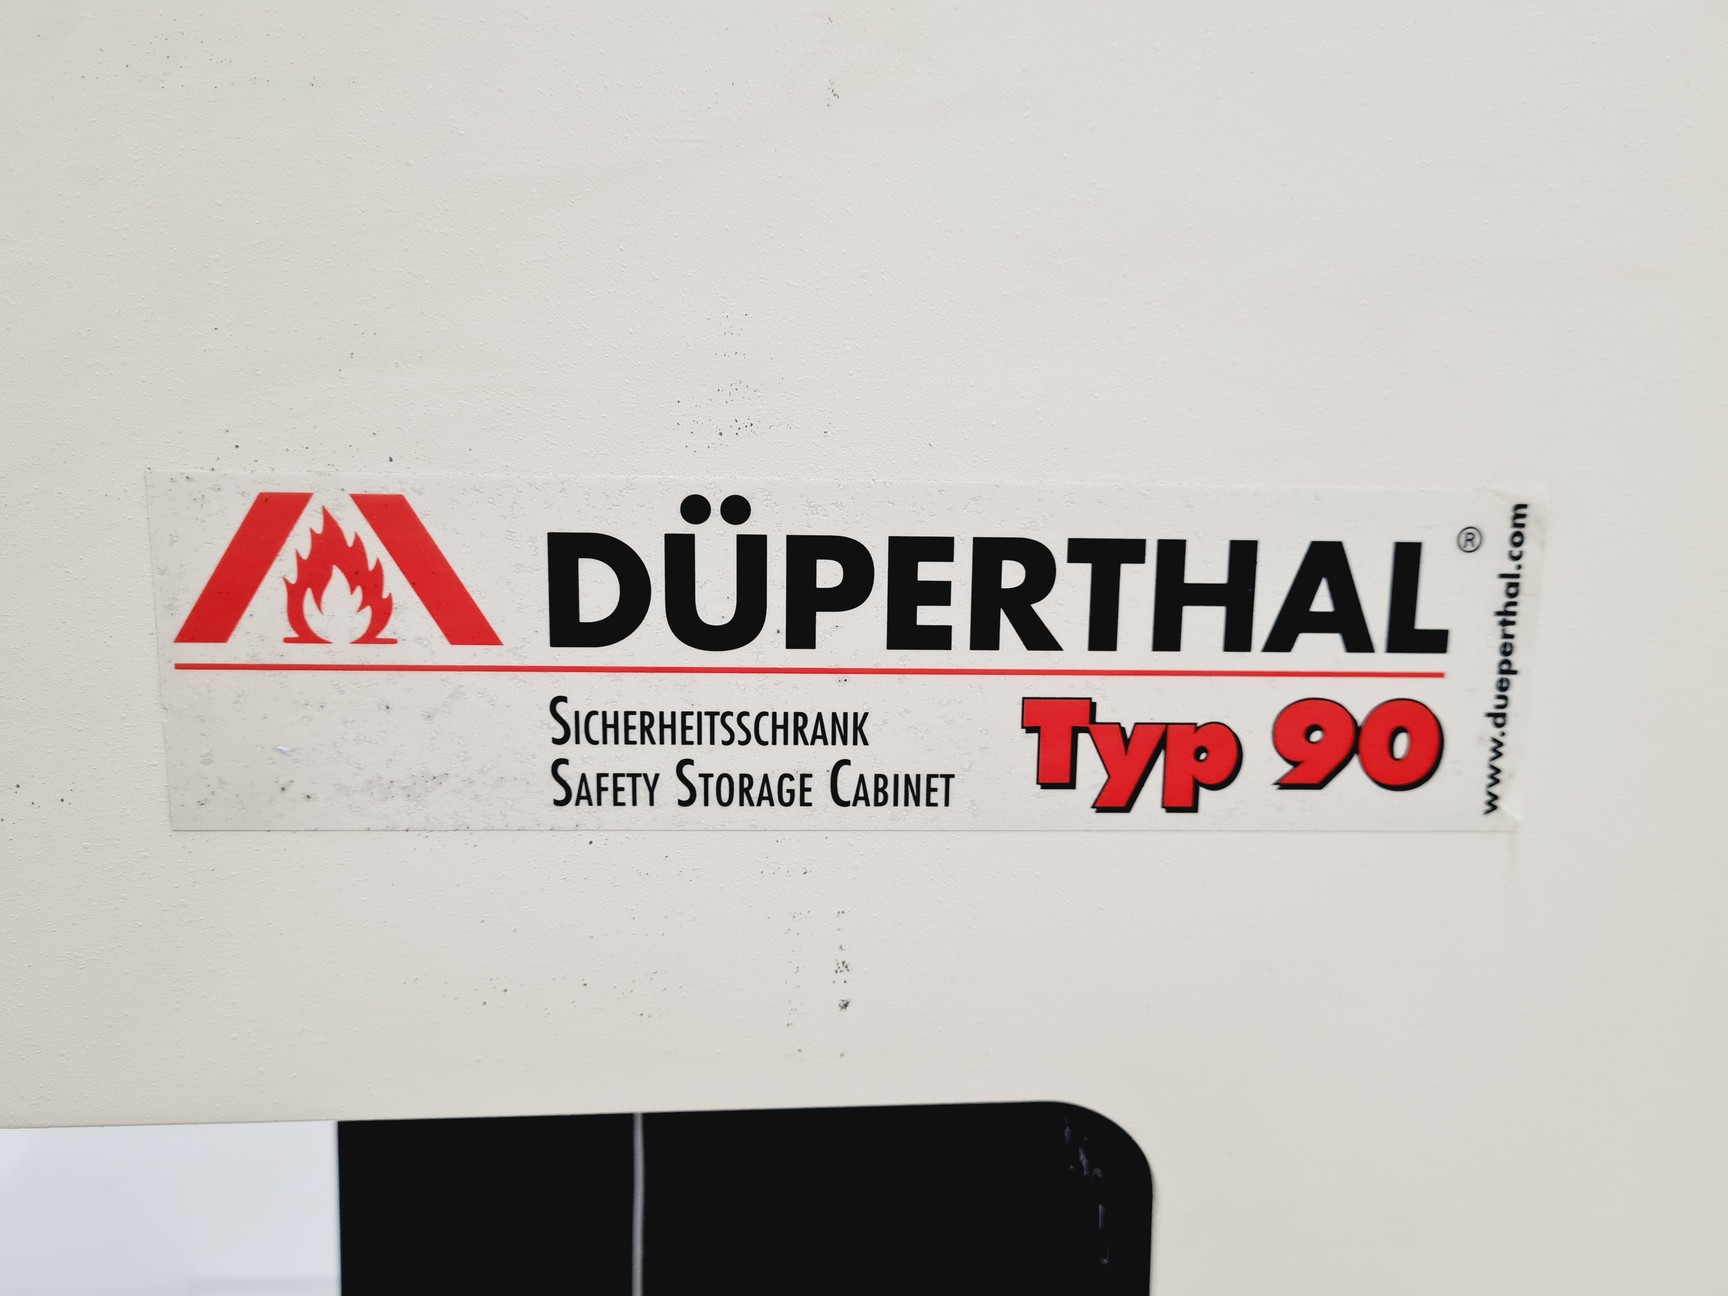 DÜPERTHAL®
SICHERHEITSSCHRANK
SAFETY STORAGE CABINET
Typ 90
www.dueperthal.com